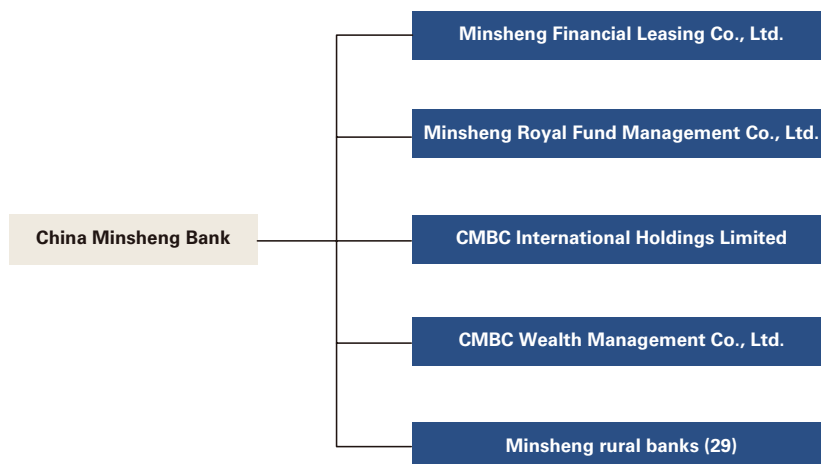 Minsheng Financial Leasing Co., Ltd.
Minsheng Royal Fund Management Co., Ltd.
China Minsheng Bank
CMBC International Holdings Limited
CMBC Wealth Management Co., Ltd.
Minsheng rural banks (29)